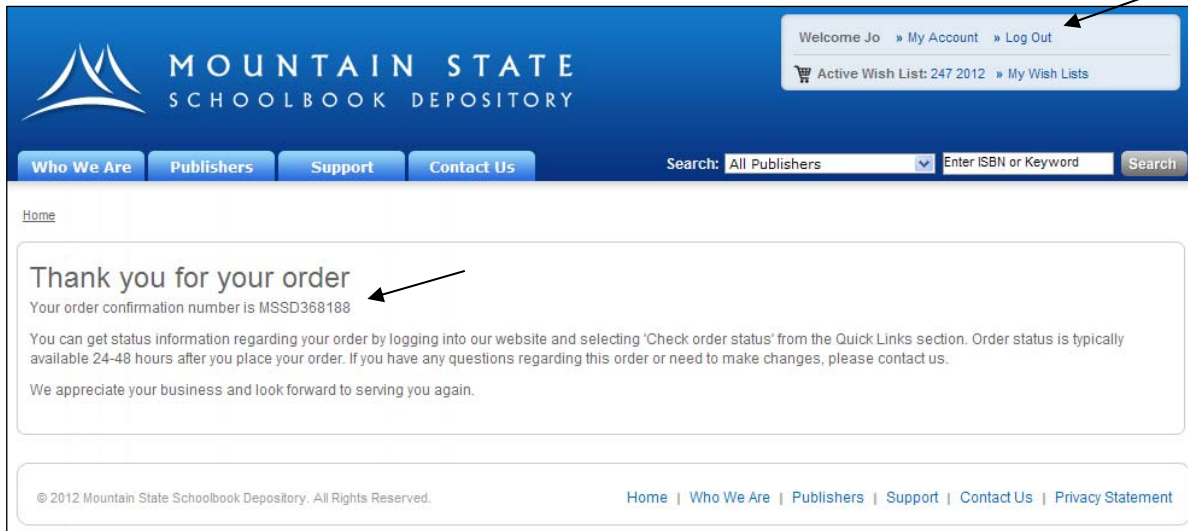 Welcome Jo » My Account » Log Out
Active Wish List: 247 2012 » My Wish Lists
MOUNTAIN STATE
SCHOOLBOOK DEPOSITORY
Who We Are Publishers Support Contact Us Search: All Publishers Enter ISBN or Keyword Search
Home
Thank you for your order
Your order confirmation number is MSSD368188
You can get status information regarding your order by logging into our website and selecting 'Check order status' from the Quick Links section. Order status is typically
available 24-48 hours after you place your order. If you have any questions regarding this order or need to make changes, please contact us.
We appreciate your business and look forward to serving you again.
© 2012 Mountain State Schoolbook Depository. All Rights Reserved. Home | Who We Are | Publishers | Support | Contact Us | Privacy Statement